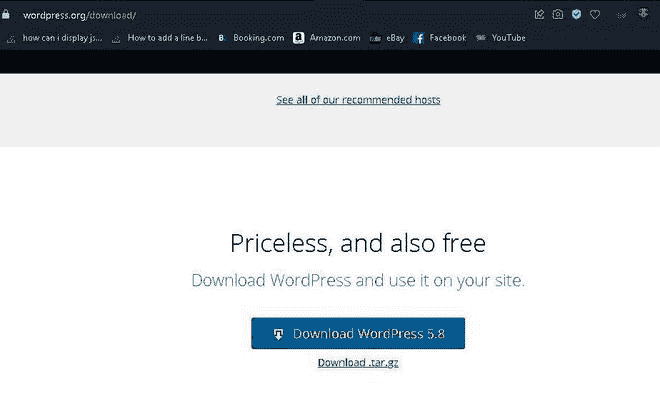 wordpress.org/download/
how can i display js... How to add a line b... B. Booking.com a Amazon.com eBay Facebook YouTube
See all of our recommended hosts
Priceless, and also free
Download WordPress and use it on your site.
Download WordPress 5.8
Download .tar.gz